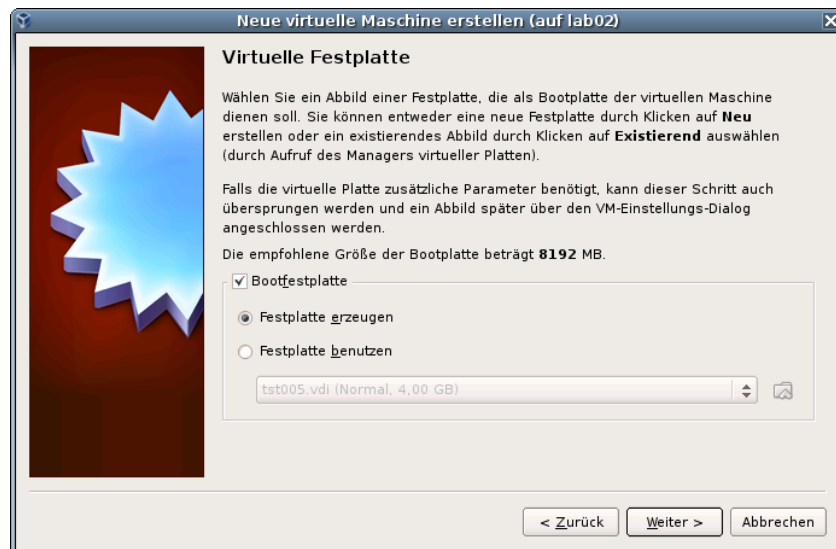 Neue virtuelle Maschine erstellen (auf lab02)
Virtuelle Festplatte
Wählen Sie ein Abbild einer Festplatte, die als Bootplatte der virtuellen Maschine
dienen soll. Sie können entweder eine neue Festplatte durch Klicken auf Neu
erstellen oder ein existierendes Abbild durch Klicken auf Existierend auswählen
(durch Aufruf des Managers virtueller Platten).
Falls die virtuelle Platte zusätzliche Parameter benötigt, kann dieser Schritt auch
übersprungen werden und ein Abbild später über den VM-Einstellungs-Dialog
angeschlossen werden.
Die empfohlene Größe der Bootplatte beträgt 8192 MB.
Bootfestplatte
Festplatte erzeugen
Festplatte benutzen
tst005.vdi (Normal, 4,00 GB)
< Zurück
Weiter >
Abbrechen